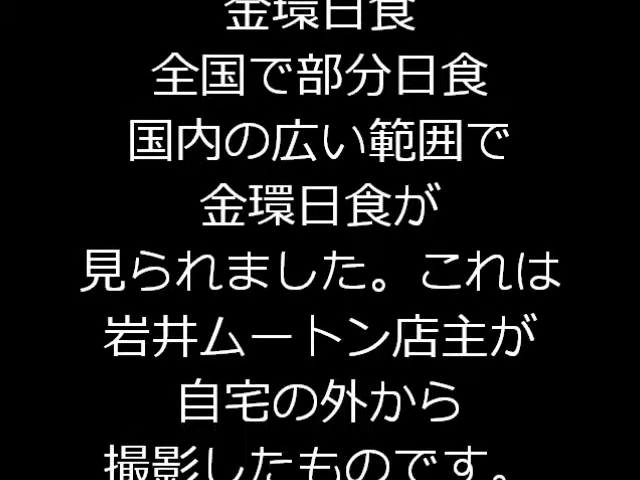 金環日食
全国で部分日食
国内の広い範囲で
金環日食が
見られました。これは
岩井ムートン店主が
自宅の外から
撮影したものです。